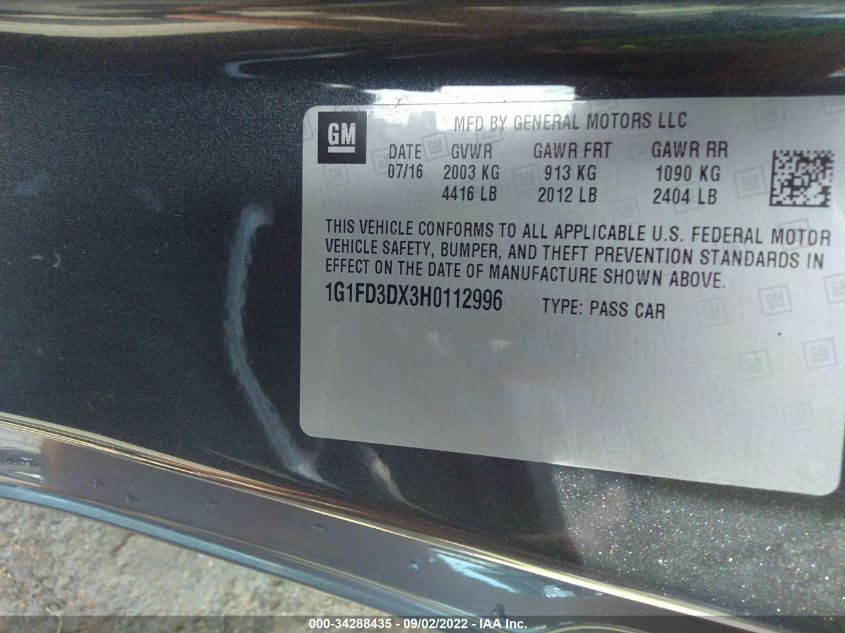 GM MFD BY GENERAL MOTORS LLC
DATE GVWR GAWR FRT GAWR RR
07/16 2003 KG 913 KG 1090 KG
4416 LB 2012 LB 2404 LB
THIS VEHICLE CONFORMS TO ALL APPLICABLE U.S. FEDERAL MOTOR
VEHICLE SAFETY, BUMPER, AND THEFT PREVENTION STANDARDS IN
EFFECT ON THE DATE OF MANUFACTURE SHOWN ABOVE.
1G1FD3DX3H0112996 TYPE: PASS CAR
000-34288435 - 09/02/2022 - IAA Inc.